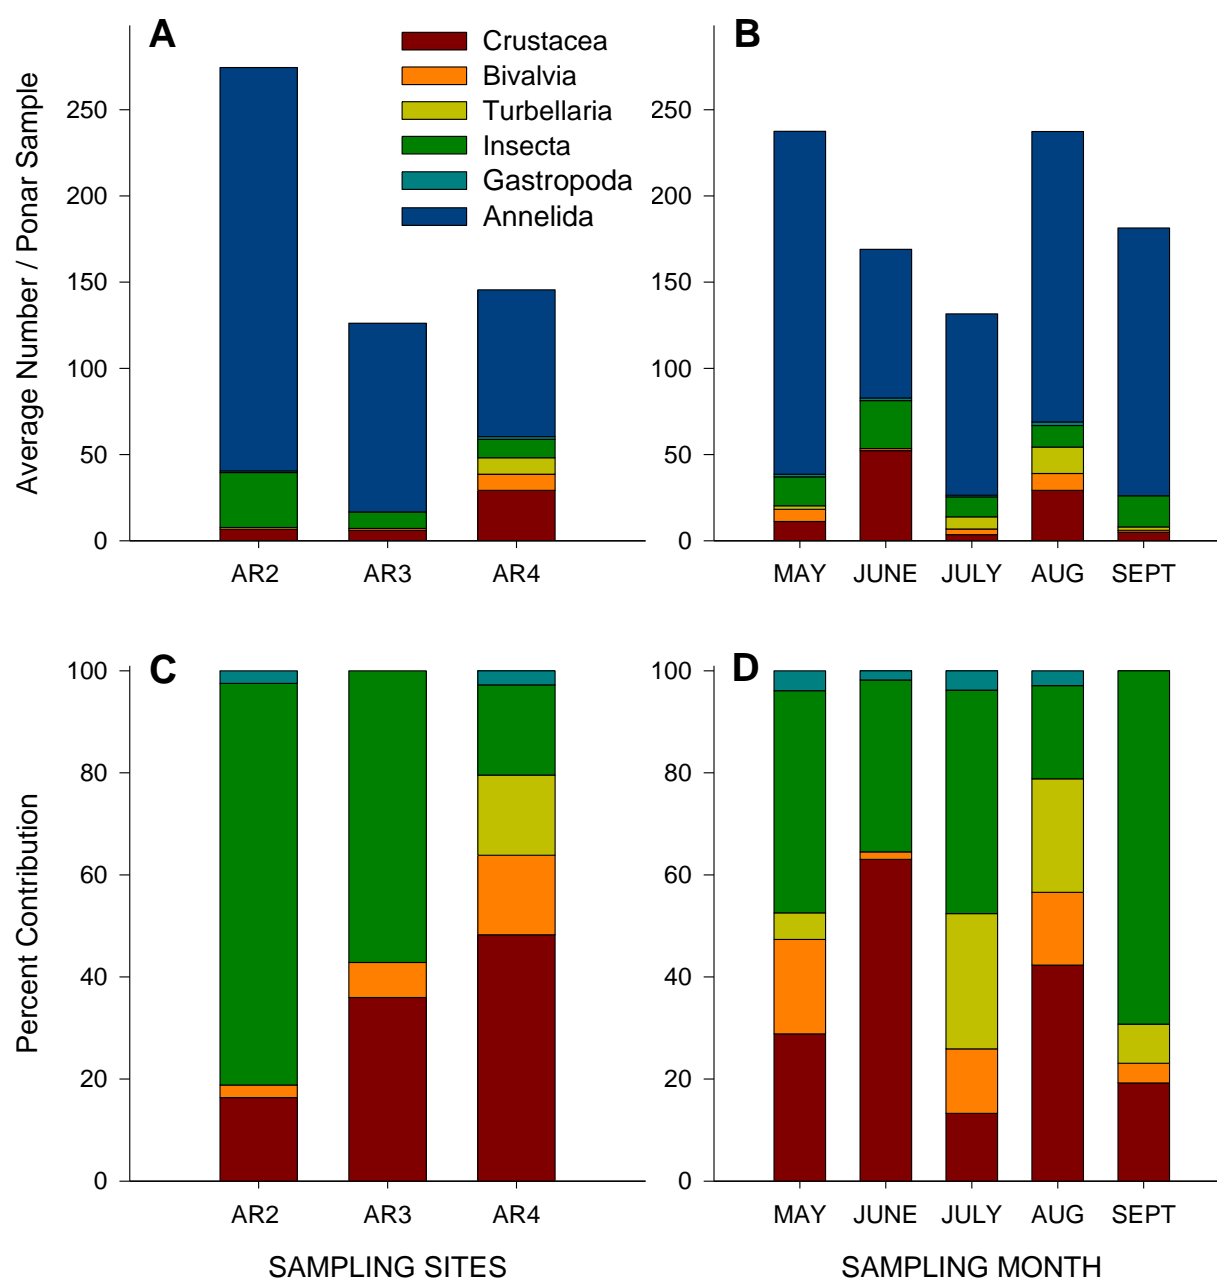 A
B
Crustacea
Bivalvia
Turbellaria
Insecta
Gastropoda
Annelida
Average Number / Ponar Sample
250
200
150
100
50
0
AR2
AR3
AR4
250
200
150
100
50
0
MAY
JUNE
JULY
AUG
SEPT
C
D
Percent Contribution
100
80
60
40
20
0
AR2
AR3
AR4
SAMPLING SITES
100
80
60
40
20
0
MAY
JUNE
JULY
AUG
SEPT
SAMPLING MONTH